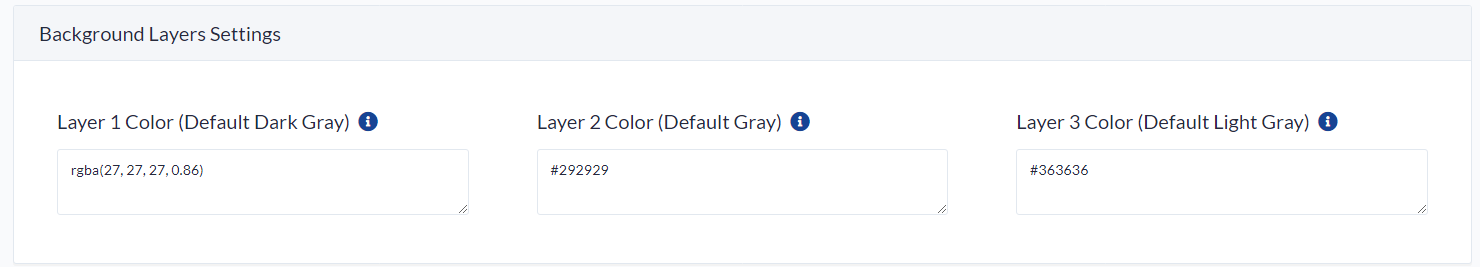 Background Layers Settings
Layer 1 Color (Default Dark Gray)
Layer 2 Color (Default Gray)
Layer 3 Color (Default Light Gray)
rgba(27, 27, 27, 0.86)
#292929
#363636